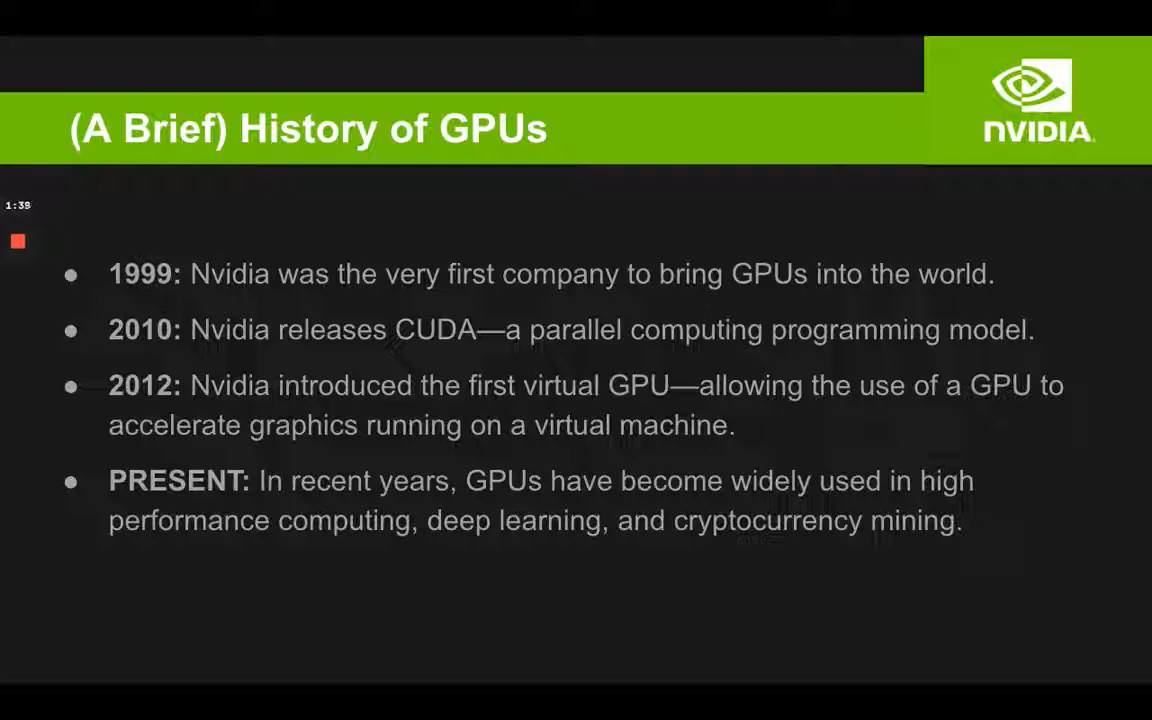 NVIDIA
(A Brief) History of GPUs
1:39
● 1999: Nvidia was the very first company to bring GPUs into the world.
● 2010: Nvidia releases CUDA—a parallel computing programming model.
● 2012: Nvidia introduced the first virtual GPU—allowing the use of a GPU to
accelerate graphics running on a virtual machine.
● PRESENT: In recent years, GPUs have become widely used in high
performance computing, deep learning, and cryptocurrency mining.